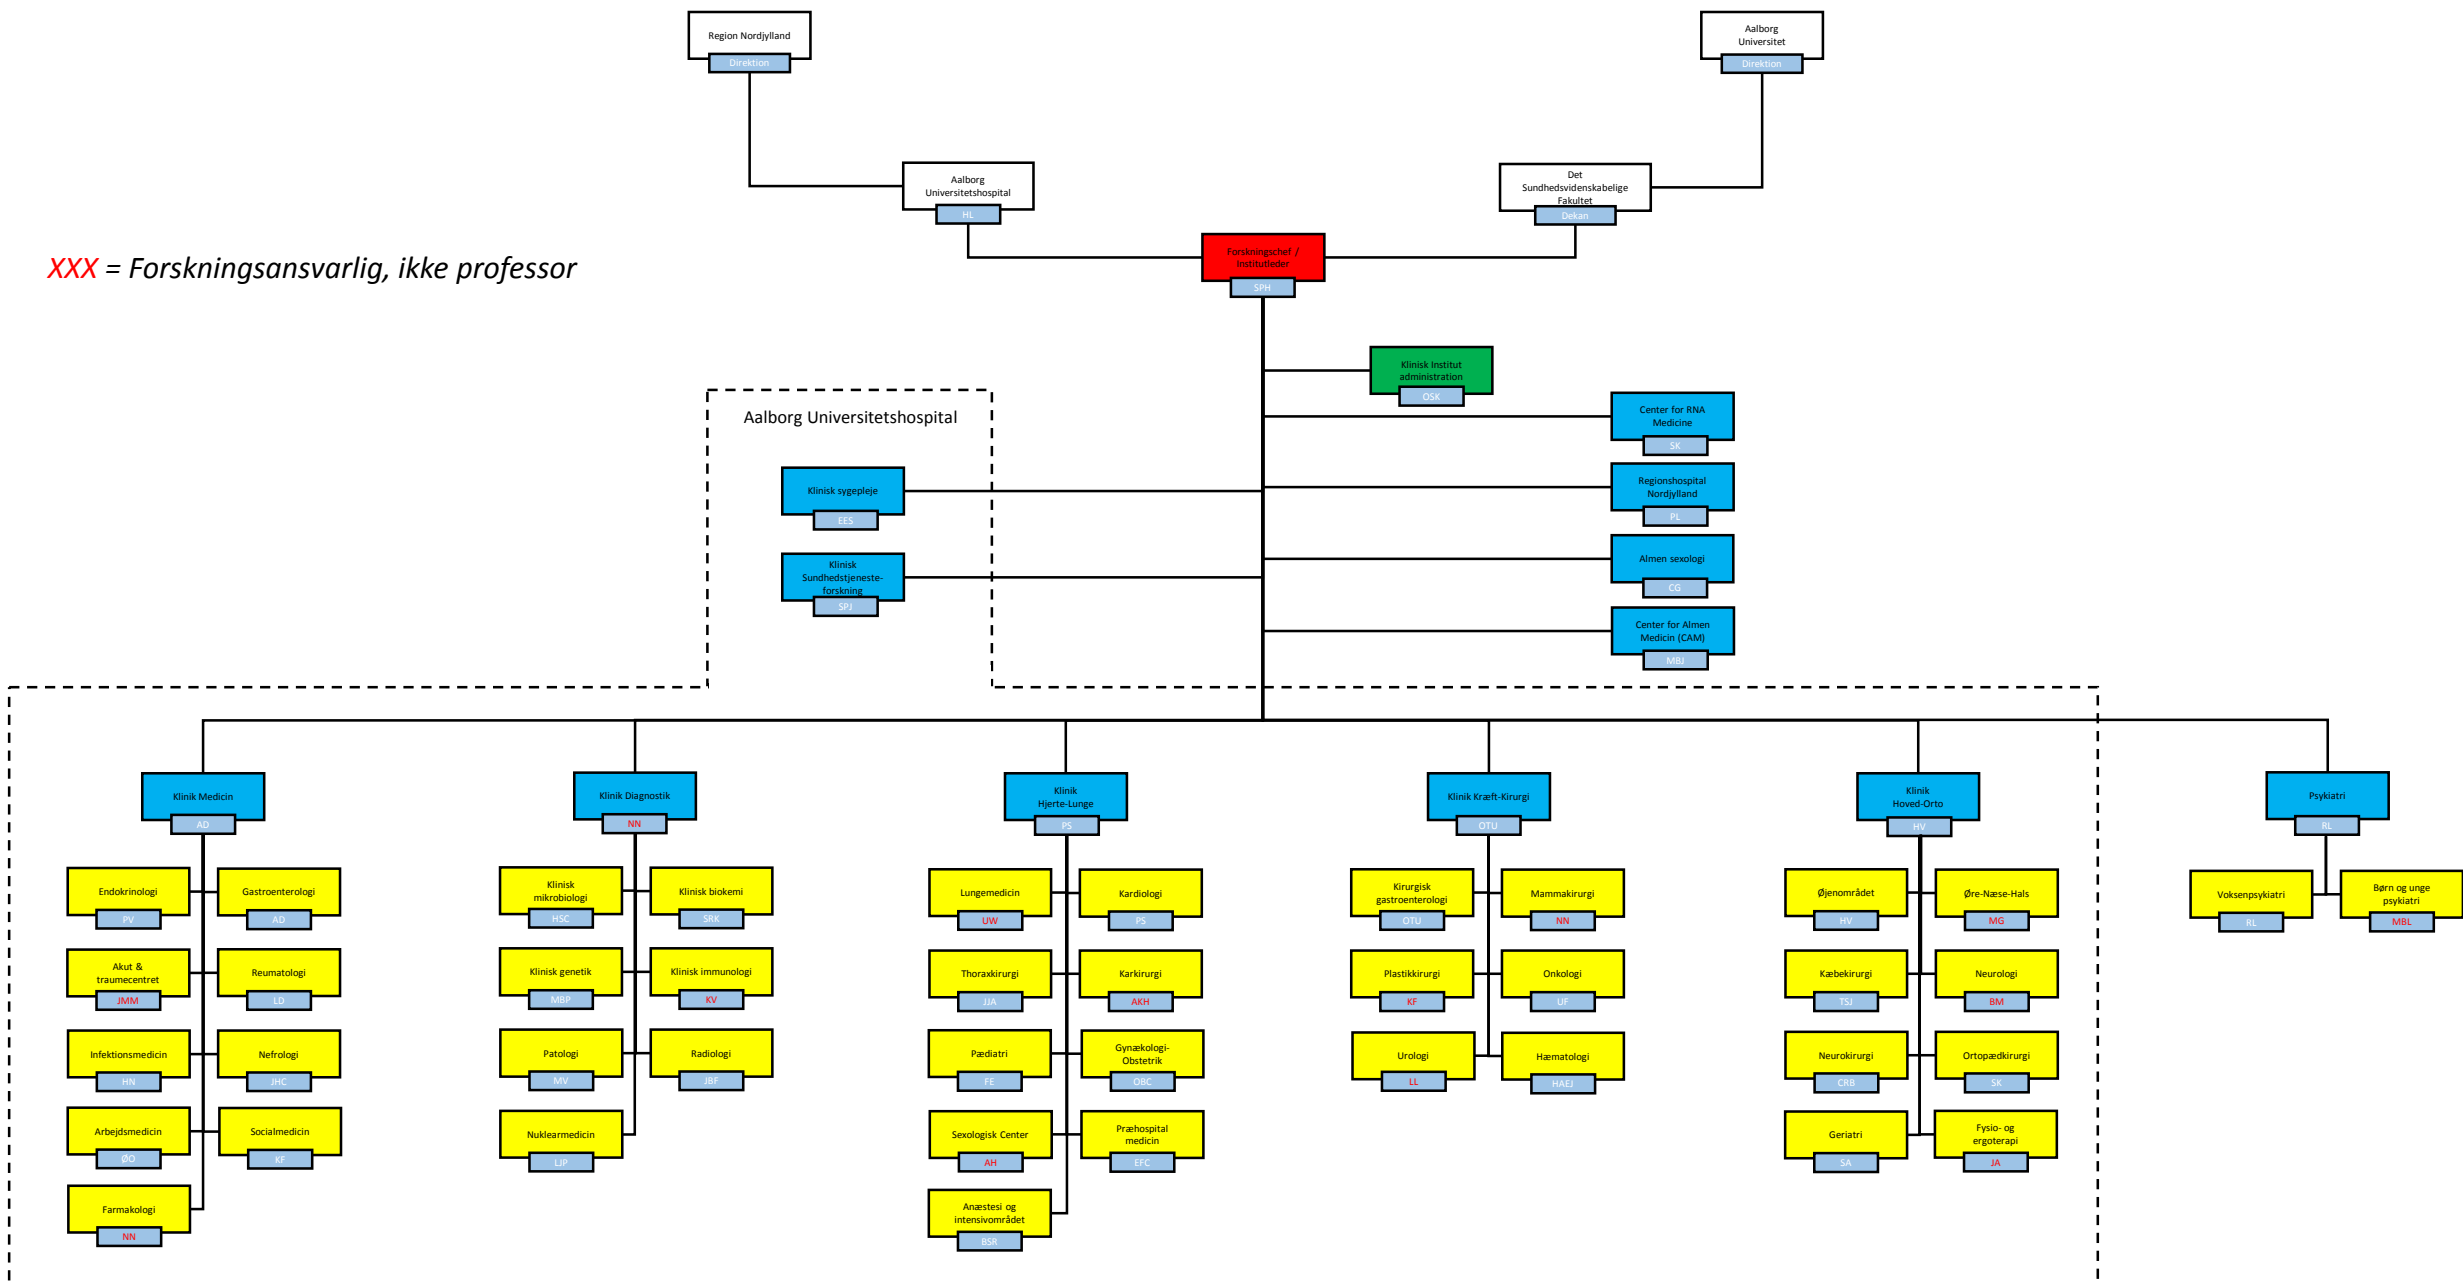 Region Nordjylland
Direktion
Aalborg
Universitet
Direktion
Aalborg
Universitetshospital
HL
Det
Sundhedsvidenskabelige
Fakultet
Dekan
XXX = Forskningsansvarlig, ikke professor
Forskningschef /
Institutleder
SPH
Klinisk Institut
administration
OSK
Aalborg Universitetshospital
Center for RNA
Medicine
SK
Klinisk sygepleje
EES
Regionshospital
Nordjylland
PL
Klinisk
Sundhedstjeneste-
forskning
SPJ
Almen sexologi
CG
Center for Almen
Medicin (CAM)
MBJ
Klinik Medicin
AD
Klinik Diagnostik
NN
Klinik
Hjerte-Lunge
PS
Klinik Kræft-Kirurgi
OTU
Klinik
Hoved-Orto
HV
Psykiatri
RL
Endokrinologi
PV
Gastroenterologi
AD
Akut &
traumecentret
JMM
Reumatologi
LD
Infektionsmedicin
HN
Nefrologi
JHC
Arbejdsmedicin
ØO
Socialmedicin
KF
Farmakologi
NN
Klinisk
mikrobiologi
HSC
Klinisk biokemi
SRK
Klinisk genetik
MBP
Klinisk immunologi
KV
Patologi
MV
Radiologi
JBF
Nuklearmedicin
LJP
Lungemedicin
UW
Kardiologi
PS
Thoraxkirurgi
JJA
Karkirurgi
AKH
Pædiatri
FE
Gynækologi-
Obstetrik
OBC
Sexologisk Center
AH
Præhospital
medicin
EFC
Anæstesi og
intensivområdet
BSR
Kirurgisk
gastroenterologi
OTU
Mammakirurgi
NN
Plastikkirurgi
KF
Onkologi
UF
Urologi
LL
Hæmatologi
HAEJ
Øjenområdet
HV
Øre-Næse-Hals
MG
Kæbekirurgi
TSJ
Neurologi
BM
Neurokirurgi
CRB
Ortopædkirurgi
SK
Geriatri
SA
Fysio- og
ergoterapi
JA
Voksenpsykiatri
RL
Børn og unge
psykiatri
MBL